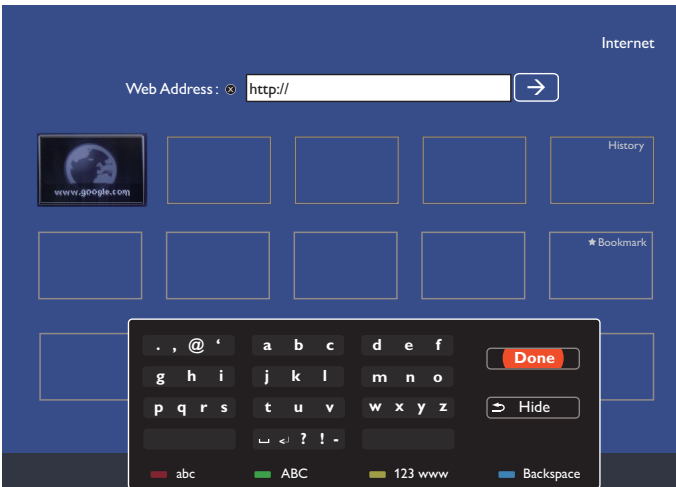 Internet
Web Address : ⊗ http:// →
www.google.com
History
★ Bookmark
. , @ ‘ a b c d e f Done
g h i j k l m n o
p q r s t u v w x y z Hide
␣ ↵ ? ! -
abc ABC 123 www Backspace